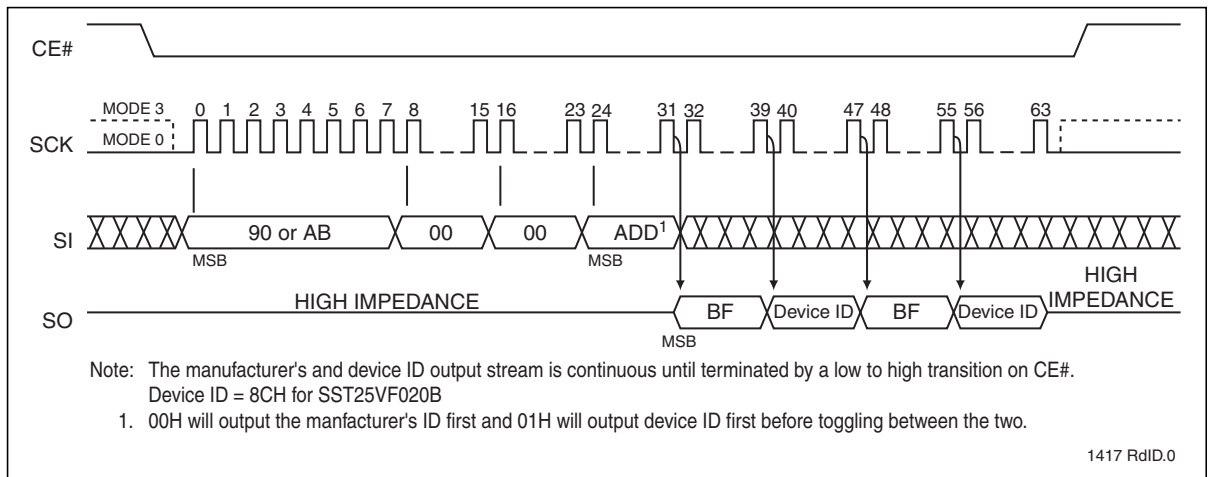 CE#
MODE 3 0 1 2 3 4 5 6 7 8 15 16 23 24 31 32 39 40 47 48 55 56 63
SCK MODE 0
SI 90 or AB 00 00 ADD1
MSB MSB
HIGH
HIGH IMPEDANCE IMPEDANCE
SO BF Device ID BF Device ID
MSB
Note: The manufacturer's and device ID output stream is continuous until terminated by a low to high transition on CE#.
Device ID = 8CH for SST25VF020B
1. 00H will output the manfacturer's ID first and 01H will output device ID first before toggling between the two.
1417 RdID.0